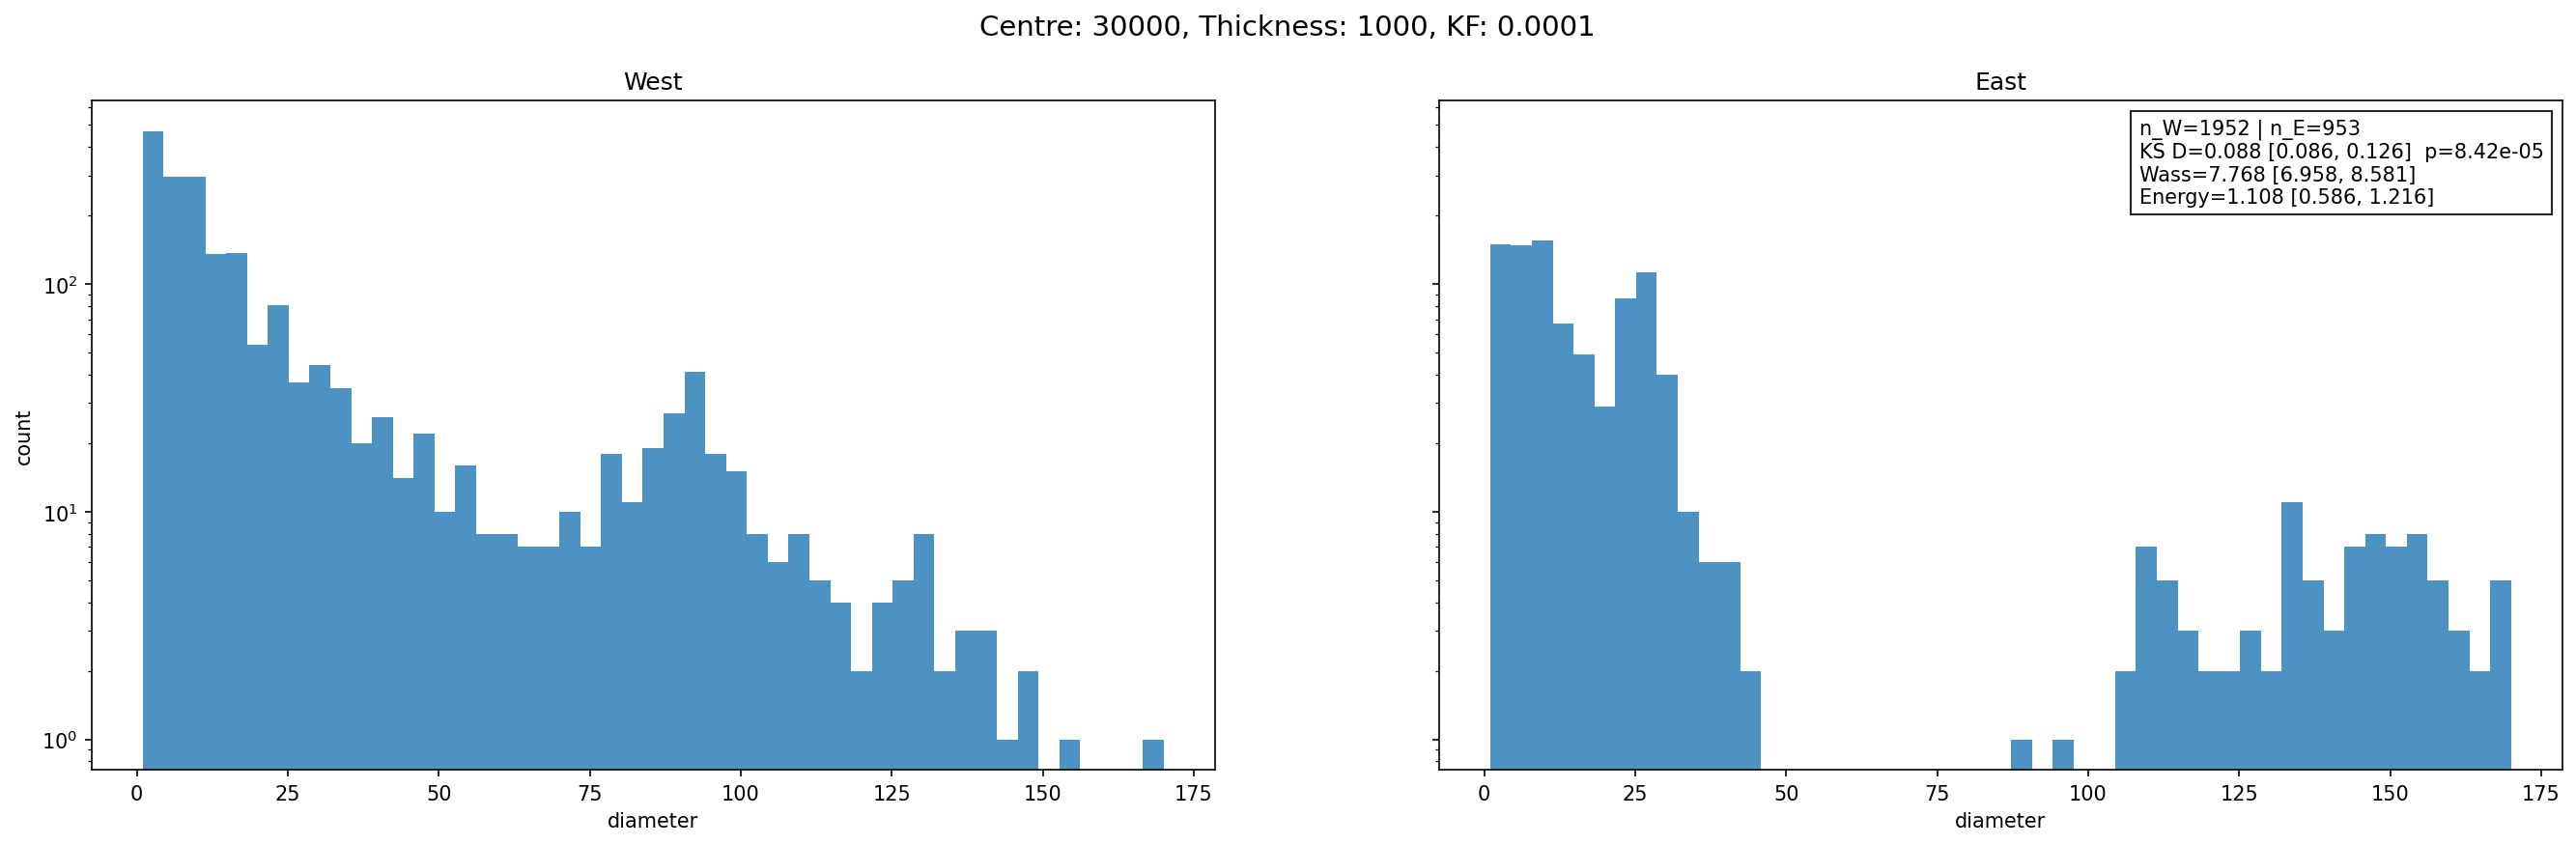 Centre: 30000, Thickness: 1000, KF: 0.0001
West
East
n_W=1952 | n_E=953
KS D=0.088 [0.086, 0.126]  p=8.42e-05
Wass=7.768 [6.958, 8.581]
Energy=1.108 [0.586, 1.216]
count
10²
10¹
10⁰
0 25 50 75 100 125 150 175
diameter
0 25 50 75 100 125 150 175
diameter